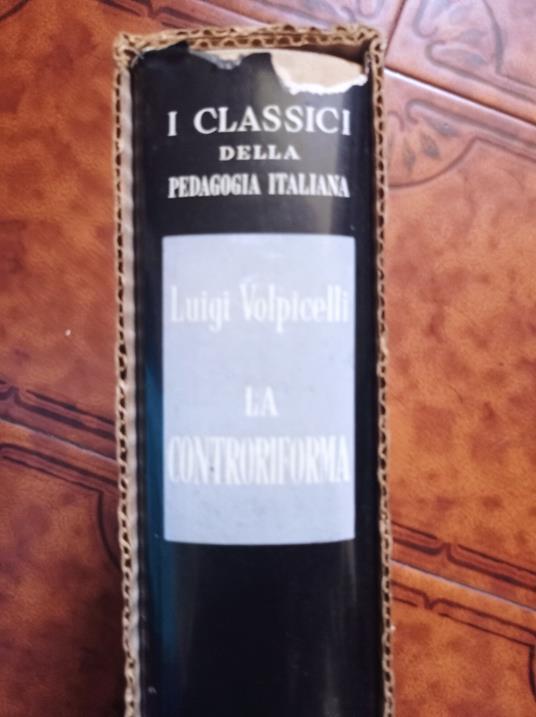 I CLASSICI
DELLA
PEDAGOGIA ITALIANA
Luigi Volpicelli
LA
CONTRORIFORMA